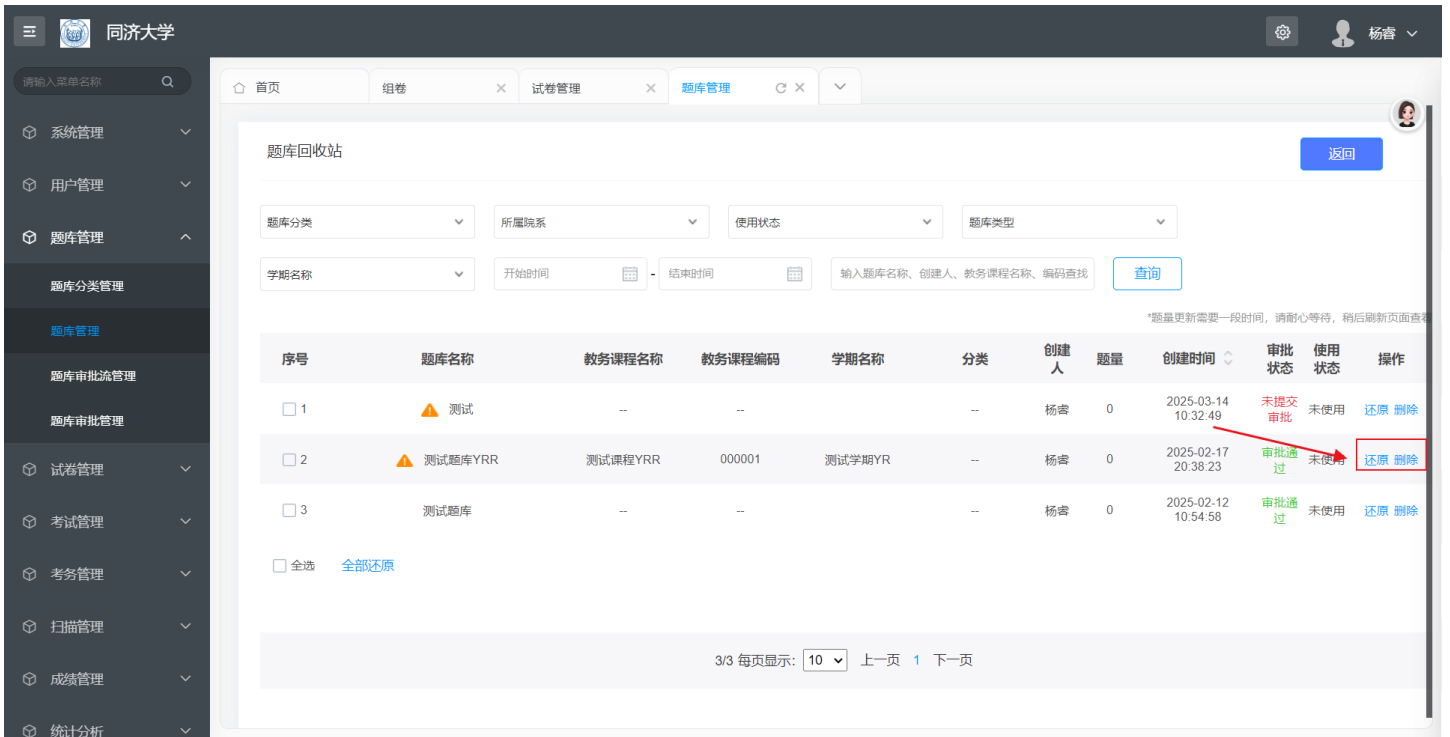 同济大学
杨睿
请输入菜单名称
系统管理
用户管理
题库管理
题库分类管理
题库管理
题库审批流管理
题库审批管理
试卷管理
考试管理
考务管理
扫描管理
成绩管理
统计分析
首页 组卷 试卷管理 题库管理
题库回收站 返回
题库分类 所属院系 使用状态 题库类型
学期名称 开始时间 - 结束时间 输入题库名称、创建人、教务课程名称、编码查找 查询
*题量更新需要一段时间，请耐心等待，稍后刷新页面查看
序号 题库名称 教务课程名称 教务课程编码 学期名称 分类 创建人 题量 创建时间 审批状态 使用状态 操作
1 测试 -- -- -- 杨睿 0 2025-03-14 10:32:49 未提交审批 未使用 还原 删除
2 测试题库YRR 测试课程YRR 000001 测试学期YR -- 杨睿 0 2025-02-17 20:38:23 审批通过 未使用 还原 删除
3 测试题库 -- -- -- 杨睿 0 2025-02-12 10:54:58 审批通过 未使用 还原 删除
全选 全部还原
3/3 每页显示: 10 上一页 1 下一页